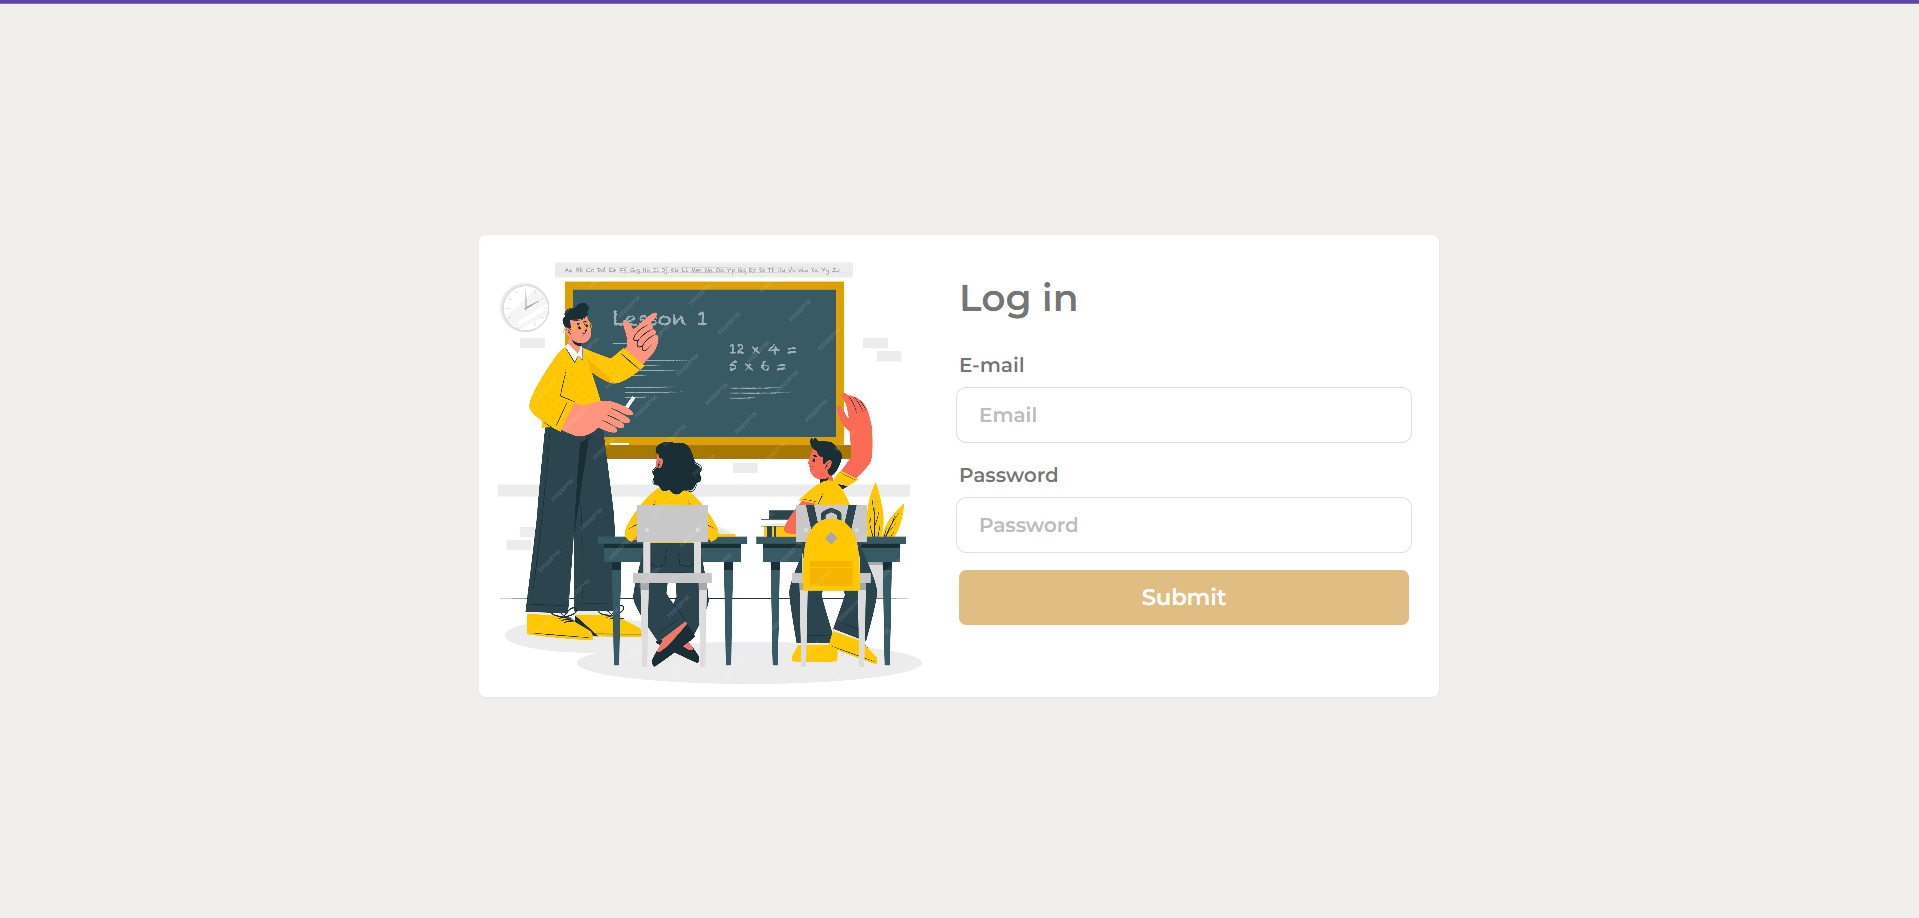 Aa Bb Cc Dd Ee Ff Gg Hh Ii Jj Kk Ll Mm Nn Oo Pp Qq Rr Ss Tt Uu Vv Ww Xx Yy Zz
Lesson 1
12 x 4 =
5 x 6 =
Log in
E-mail
Email
Password
Password
Submit